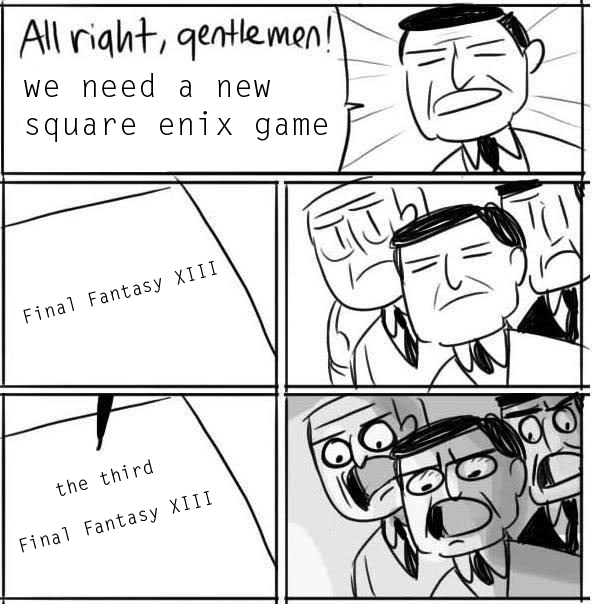 All right, gentlemen!
we need a new
square enix game
Final Fantasy XIII
the third
Final Fantasy XIII